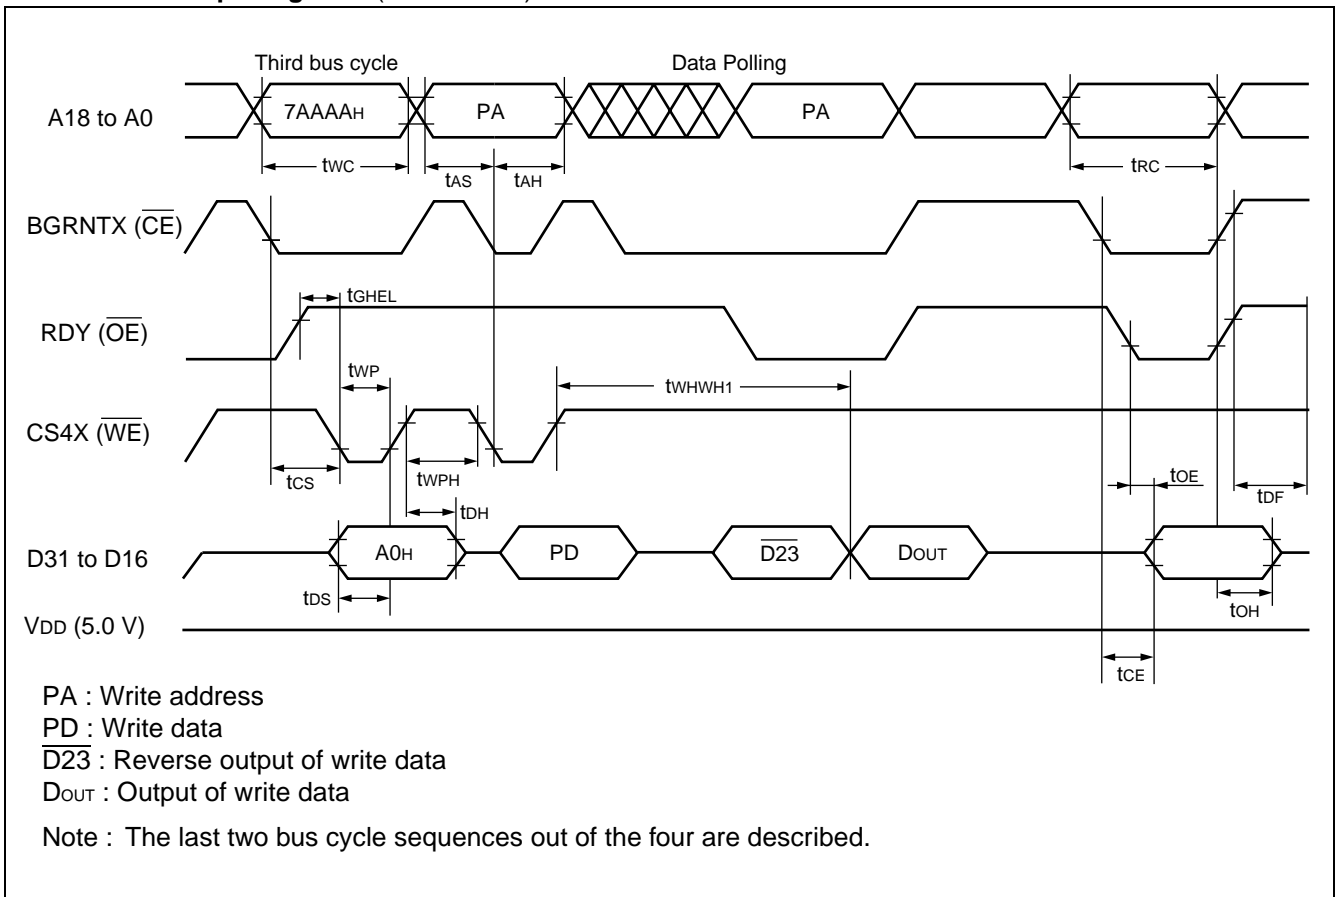 Third bus cycle
Data Polling
A18 to A0
7AAAAH
PA
PA
tWC
tAS
tAH
tRC
BGRNTX (CE)
tGHEL
RDY (OE)
tWP
tWHWH1
CS4X (WE)
tCS
tWPH
tOE
tDF
tDH
D31 to D16
A0H
PD
D23
DOUT
tDS
tOH
VDD (5.0 V)
tCE
PA : Write address
PD : Write data
D23 : Reverse output of write data
DOUT : Output of write data
Note : The last two bus cycle sequences out of the four are described.